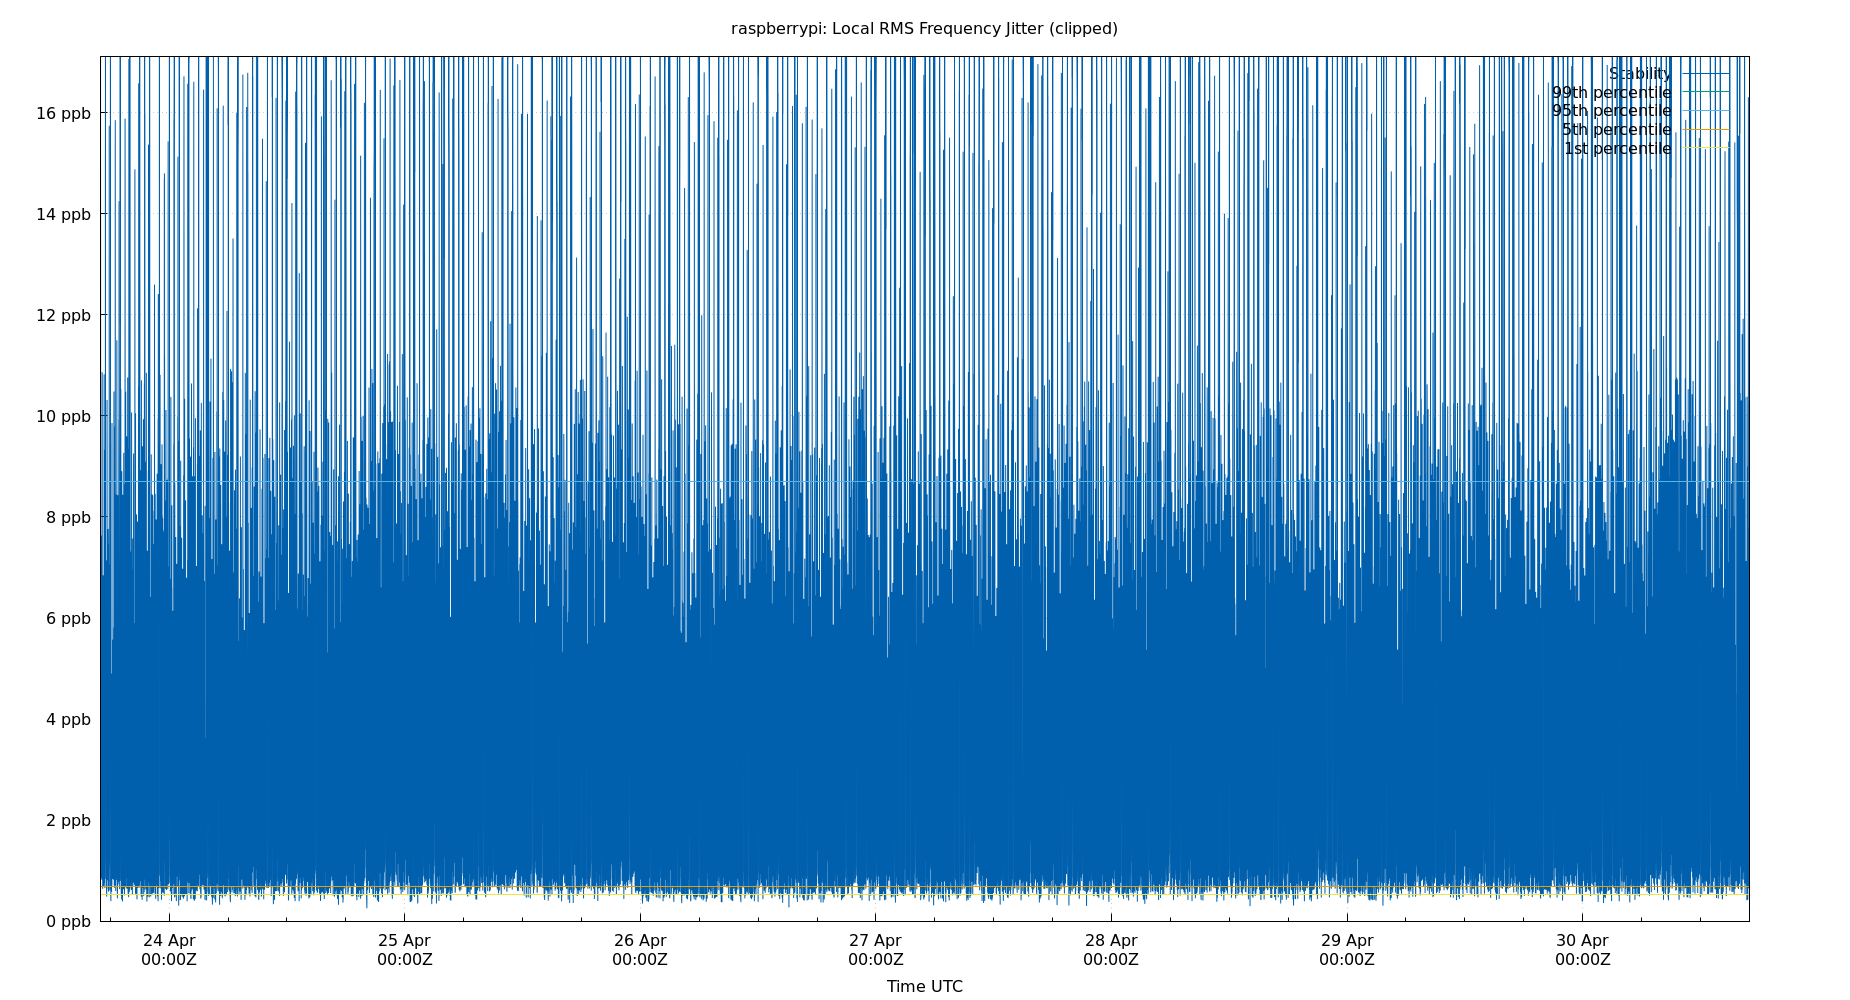 raspberrypi: Local RMS Frequency Jitter (clipped)
Stability
99th percentile
95th percentile
5th percentile
1st percentile
16 ppb
14 ppb
12 ppb
10 ppb
8 ppb
6 ppb
4 ppb
2 ppb
0 ppb
24 Apr 25 Apr 26 Apr 27 Apr 28 Apr 29 Apr 30 Apr
00:00Z 00:00Z 00:00Z 00:00Z 00:00Z 00:00Z 00:00Z
Time UTC